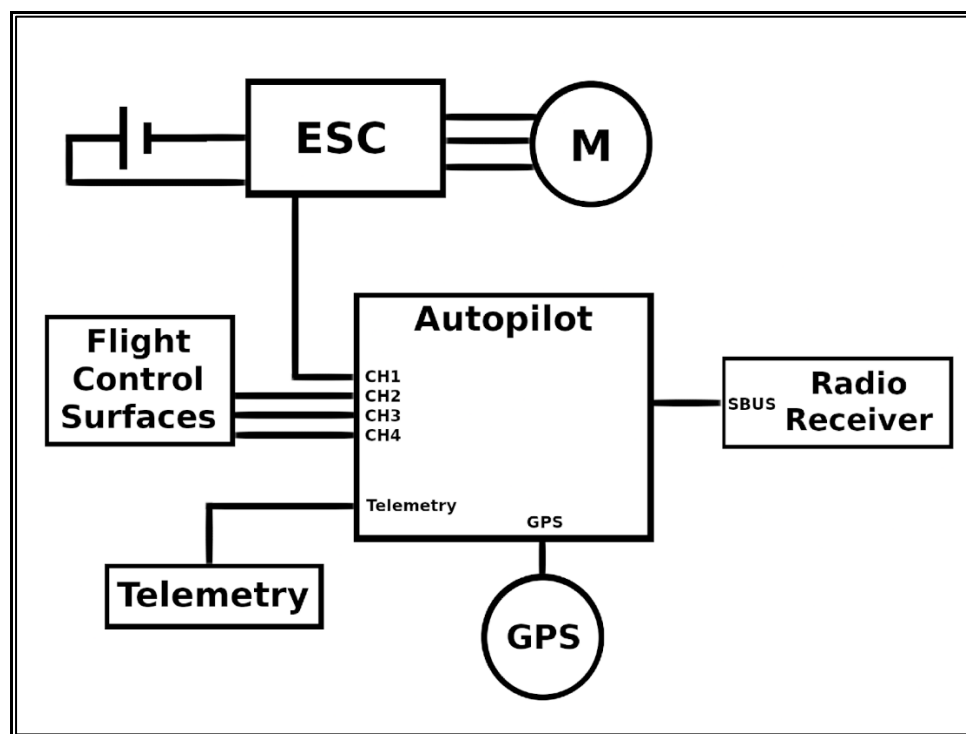 ESC
M
Autopilot
Flight
Control
Surfaces
CH1
CH2
CH3
CH4
SBUS
Radio
Receiver
Telemetry
GPS
Telemetry
GPS